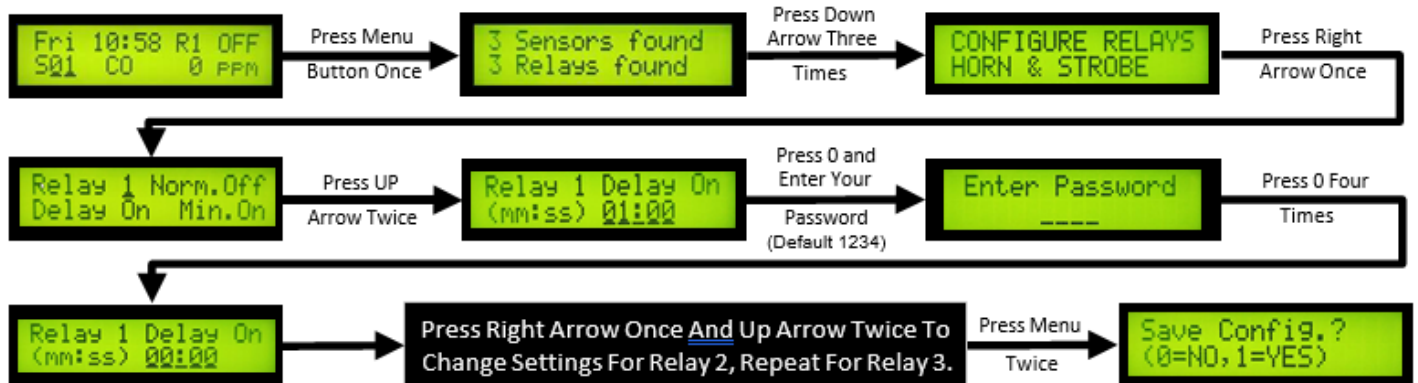 Fri 10:58 R1 OFF
S01 CO 0 PPM
Press Menu
Button Once
3 Sensors found
3 Relays found
Press Down
Arrow Three
Times
CONFIGURE RELAYS
HORN & STROBE
Press Right
Arrow Once
Relay 1 Norm.Off
Delay On Min.On
Press UP
Arrow Twice
Relay 1 Delay On
(mm:ss) 01:00
Press 0 and
Enter Your
Password
(Default 1234)
Enter Password
____
Press 0 Four
Times
Relay 1 Delay On
(mm:ss) 00:00
Press Right Arrow Once And Up Arrow Twice To
Change Settings For Relay 2, Repeat For Relay 3.
Press Menu
Twice
Save Config.?
(0=NO,1=YES)